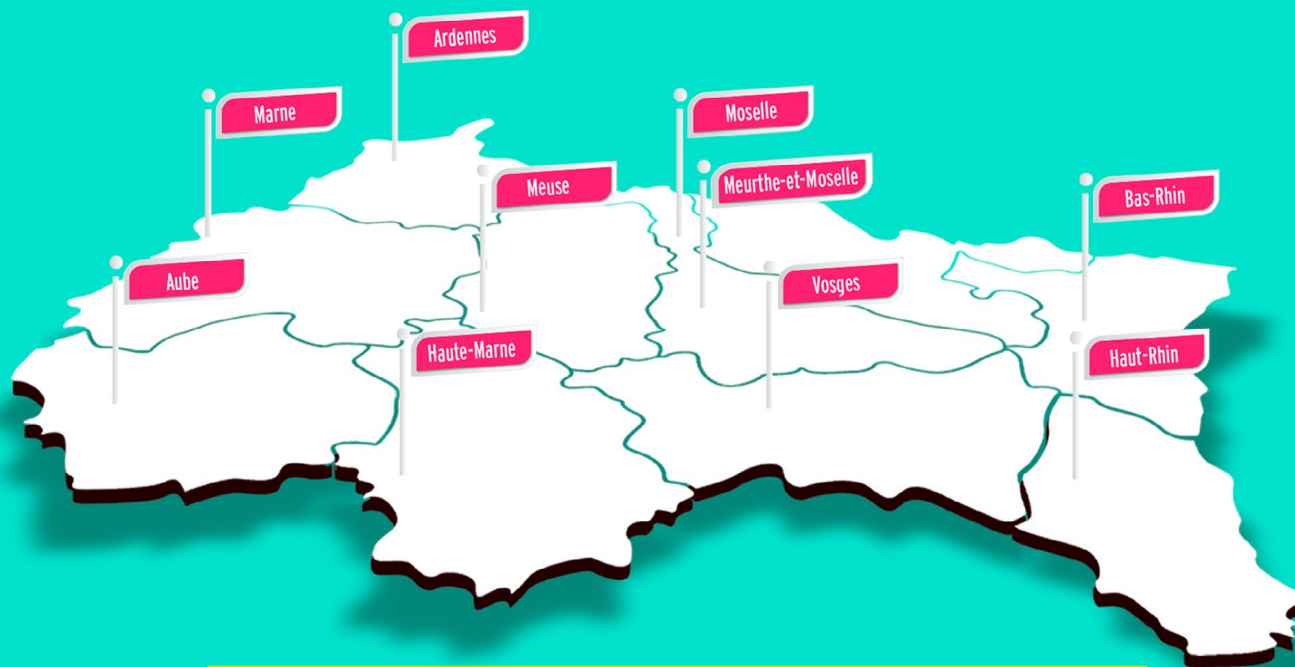 Ardennes
Marne
Moselle
Meuse
Meurthe-et-Moselle
Bas-Rhin
Aube
Vosges
Haute-Marne
Haut-Rhin